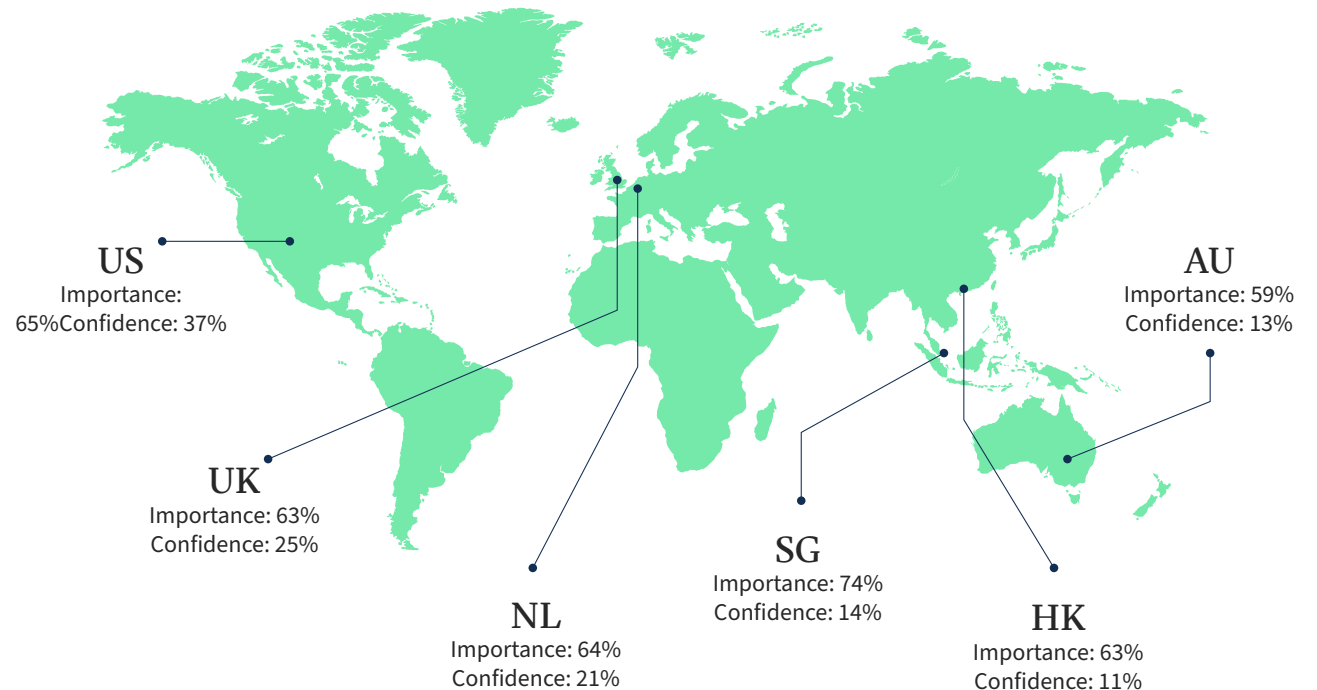 US
Importance:
65%Confidence: 37%
AU
Importance: 59%
Confidence: 13%
UK
Importance: 63%
Confidence: 25%
SG
Importance: 74%
Confidence: 14%
NL
Importance: 64%
Confidence: 21%
HK
Importance: 63%
Confidence: 11%